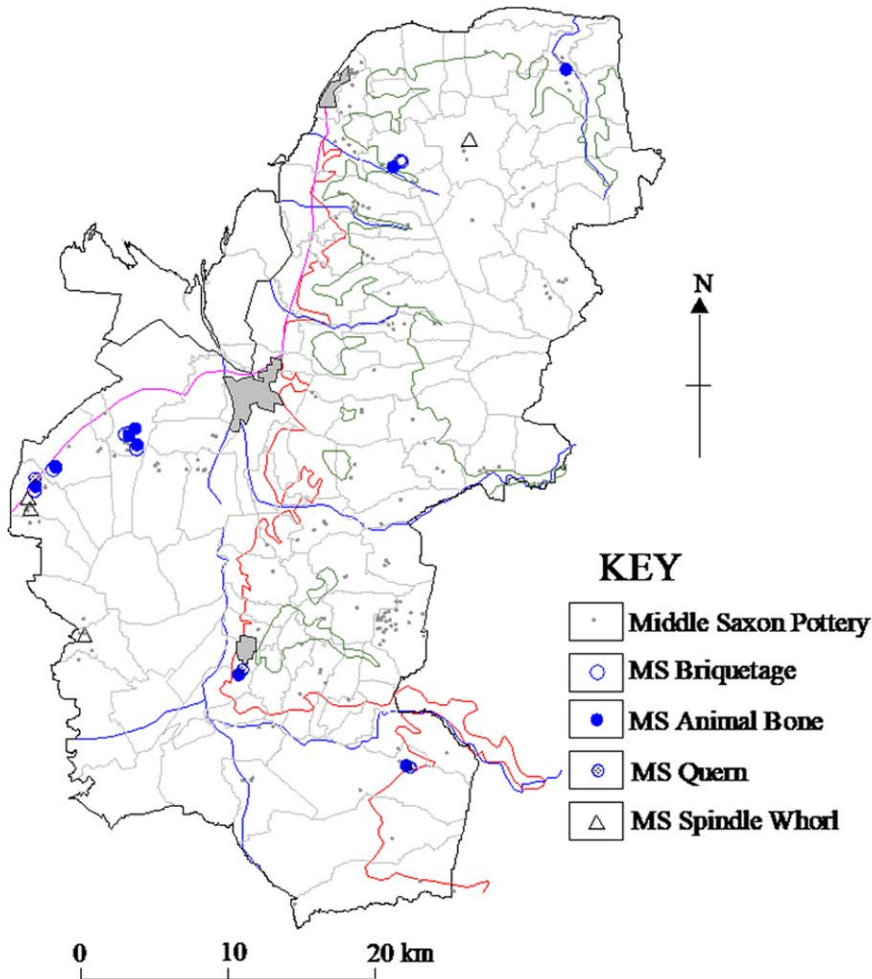 N
KEY
Middle Saxon Pottery
MS Briquetage
MS Animal Bone
MS Quern
MS Spindle Whorl
0 10 20 km